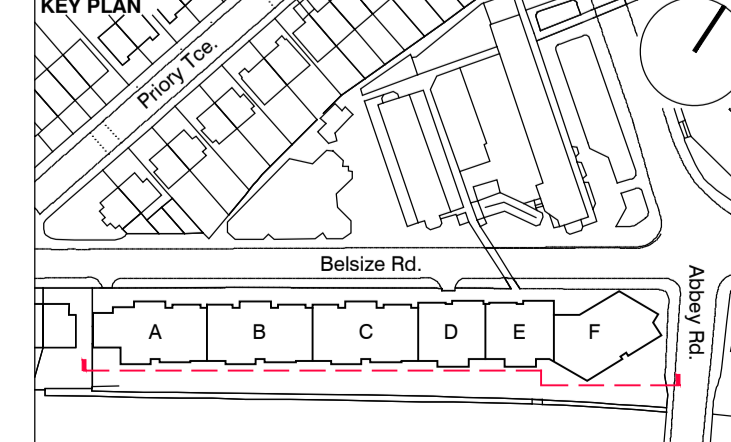 KEY PLAN
Priory Tce.
Belsize Rd.
Abbey Rd.
A
B
C
D
E
F